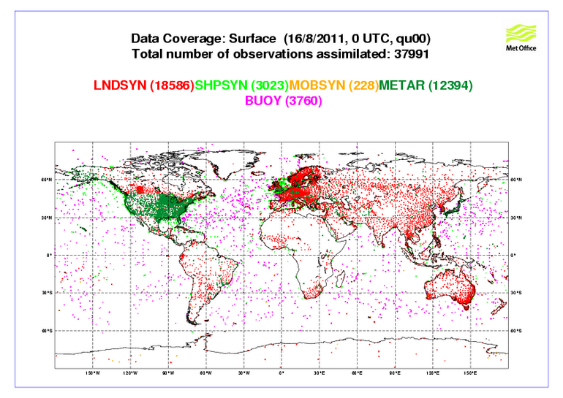 Data Coverage: Surface (16/8/2011, 0 UTC, qu00)
Total number of observations assimilated: 37991
Met Office
LNDSYN (18586)SHPSYN (3023)MOBSYN (228)METAR (12394)
BUOY (3760)
60°N 60°N
30°N 30°N
0° 0°
30°S 30°S
60°S 60°S
150°W 120°W 90°W 60°W 30°W 0° 30°E 60°E 90°E 120°E 150°E